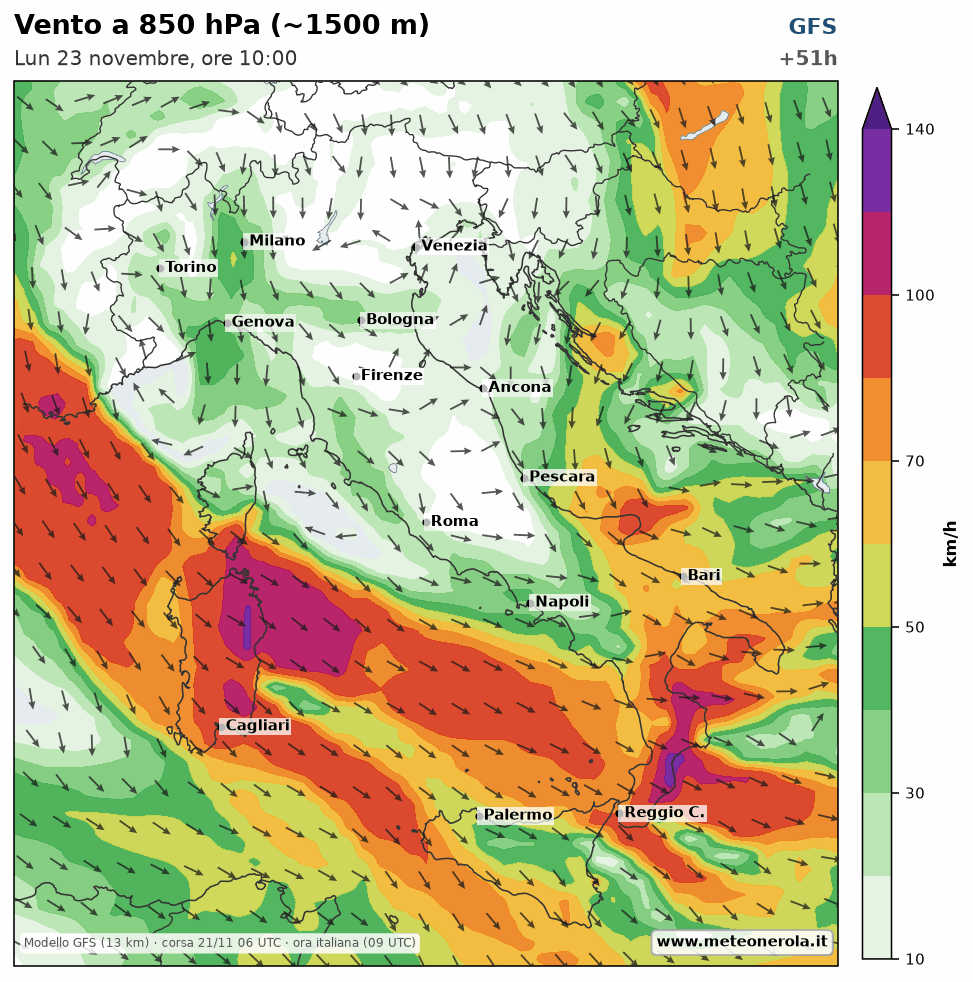 Vento a 850 hPa (~1500 m)
GFS
Lun 23 novembre, ore 10:00
+51h
140
Milano
Venezia
Torino
100
Genova
Bologna
Firenze
Ancona
70
Pescara
Roma
km/h
Bari
Napoli
50
Cagliari
30
Palermo
Reggio C.
Modello GFS (13 km) · corsa 21/11 06 UTC · ora italiana (09 UTC)
www.meteonerola.it
10